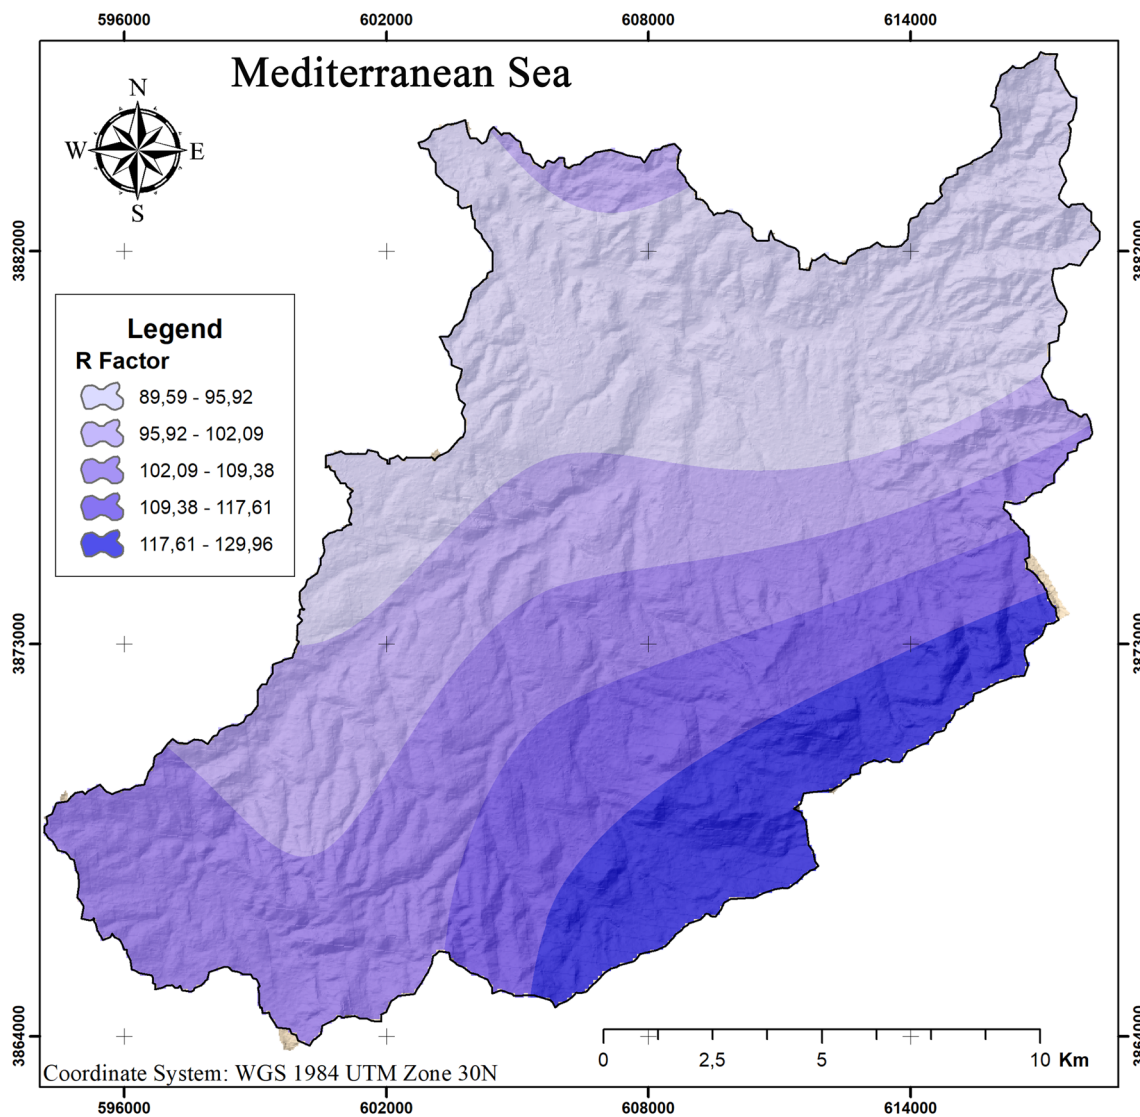 596000 602000 608000 614000
Mediterranean Sea
N
W E
S
3882000 3882000
Legend
R Factor
89,59 - 95,92
95,92 - 102,09
102,09 - 109,38
109,38 - 117,61
117,61 - 129,96
3873000 3873000
3864000 3864000
0 2,5 5 10 Km
Coordinate System: WGS 1984 UTM Zone 30N
596000 602000 608000 614000